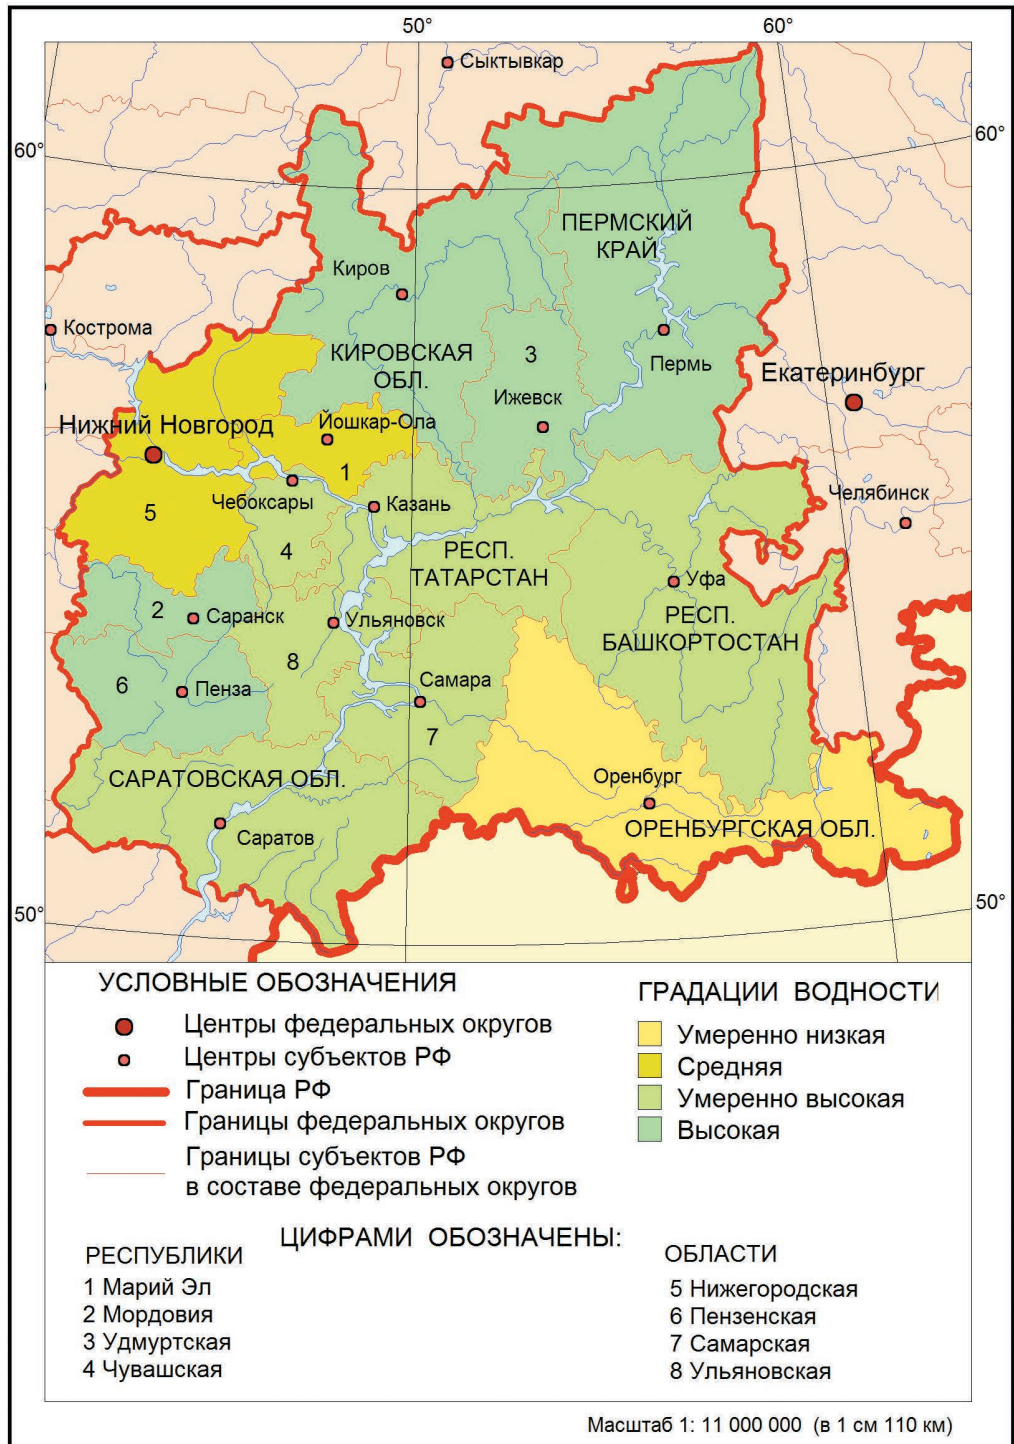 50°
60°
Сыктывкар
60°
60°
ПЕРМСКИЙ
КРАЙ
Киров
Кострома
КИРОВСКАЯ
ОБЛ.
3
Пермь
Екатеринбург
Ижевск
Нижний Новгород
Йошкар-Ола
1
Чебоксары
Казань
Челябинск
5
4
РЕСП.
ТАТАРСТАН
Уфа
2
Саранск
Ульяновск
РЕСП.
БАШКОРТОСТАН
8
6
Пенза
Самара
7
САРАТОВСКАЯ ОБЛ.
Оренбург
Саратов
ОРЕНБУРГСКАЯ ОБЛ.
50°
50°
УСЛОВНЫЕ ОБОЗНАЧЕНИЯ
Центры федеральных округов
Центры субъектов РФ
Граница РФ
Границы федеральных округов
Границы субъектов РФ
в составе федеральных округов
ГРАДАЦИИ ВОДНОСТИ
Умеренно низкая
Средняя
Умеренно высокая
Высокая
ЦИФРАМИ ОБОЗНАЧЕНЫ:
РЕСПУБЛИКИ
1 Марий Эл
2 Мордовия
3 Удмуртская
4 Чувашская
ОБЛАСТИ
5 Нижегородская
6 Пензенская
7 Самарская
8 Ульяновская
Масштаб 1: 11 000 000 (в 1 см 110 км)